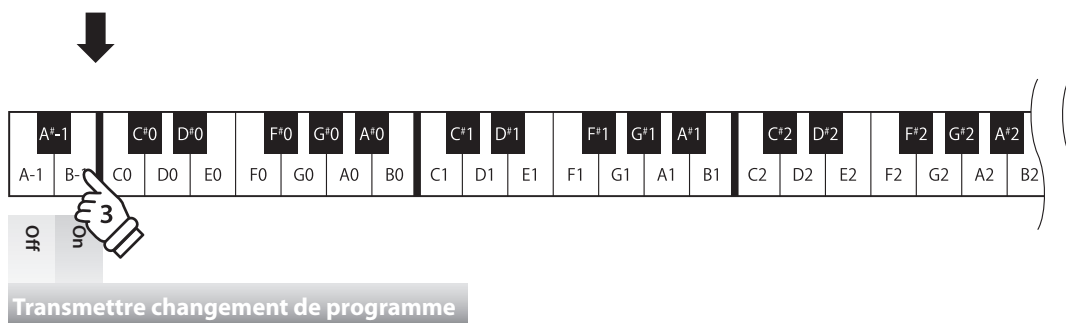 A#-1 C#0 D#0 F#0 G#0 A#0 C#1 D#1 F#1 G#1 A#1 C#2 D#2 F#2 G#2 A#2
A-1 B-1 C0 D0 E0 F0 G0 A0 B0 C1 D1 E1 F1 G1 A1 B1 C2 D2 E2 F2 G2 A2 B2
3
Off On
Transmettre changement de programme